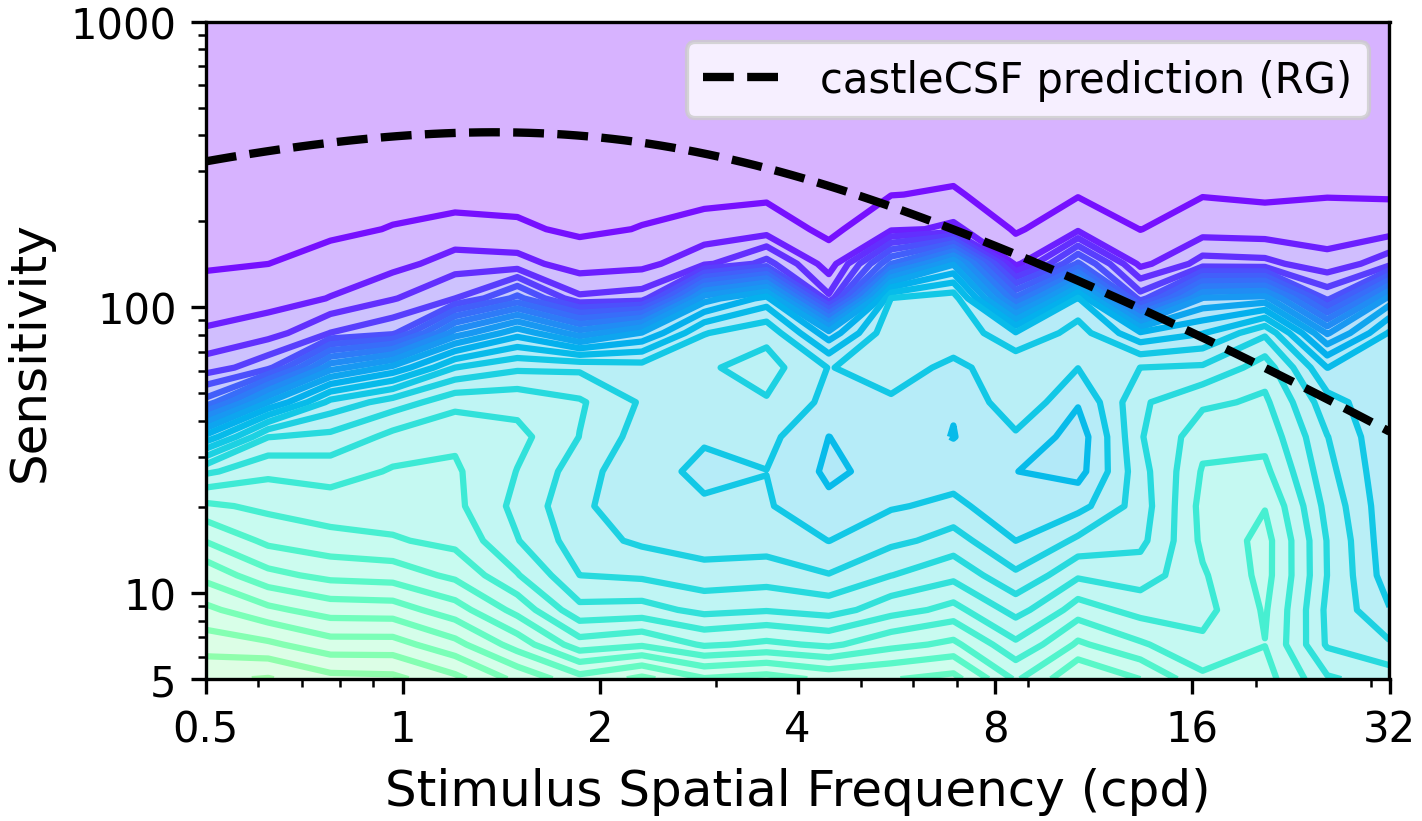 1000
100
10
5
Sensitivity
castleCSF prediction (RG)
0.5 1 2 4 8 16 32
Stimulus Spatial Frequency (cpd)